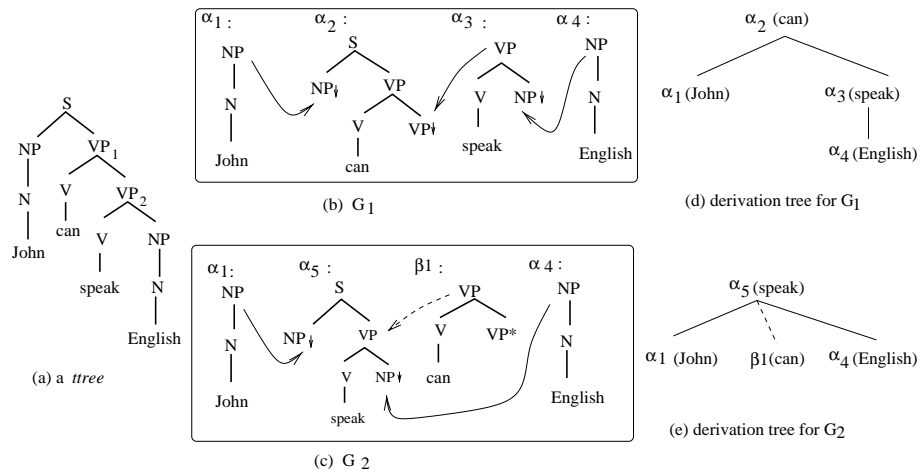 S
NP VP1
N V VP2
John can V NP
speak N
English
(a) a ttree
α1 : α2 : α3 : α4 :
NP S VP NP
N NP↓ VP V NP↓ N
John V VP↓ speak English
can
(b) G1
α1: α5 : β1 : α4 :
NP S VP NP
N NP↓ VP V VP* N
John V NP↓ can English
speak
(c) G2
α2 (can)
α1 (John) α3 (speak)
α4 (English)
(d) derivation tree for G1
α5 (speak)
α1 (John) β1(can) α4 (English)
(e) derivation tree for G2